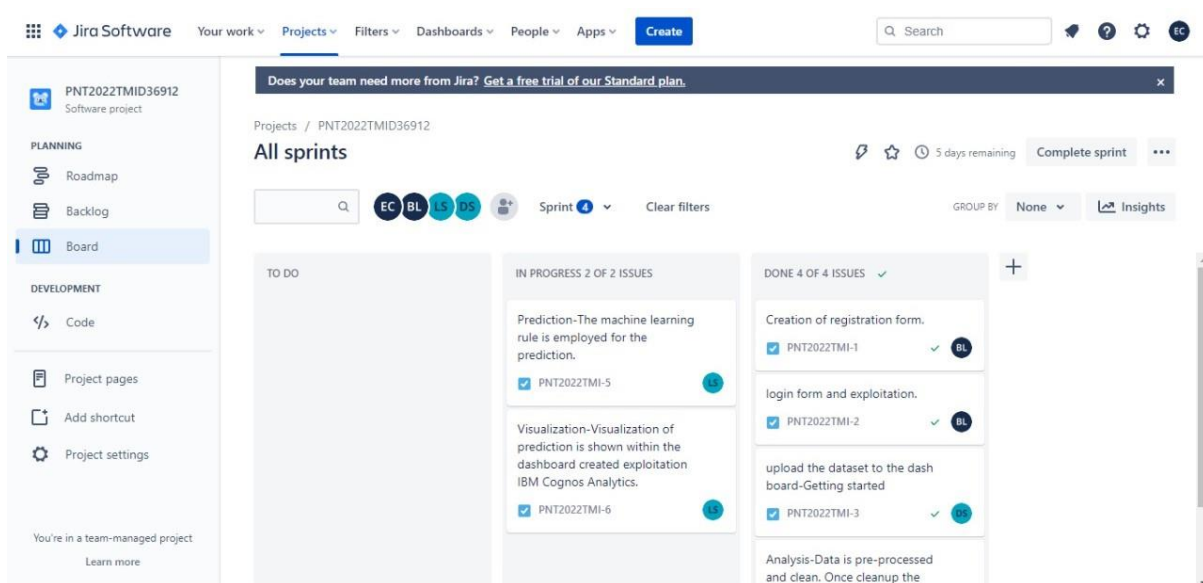 Jira Software
Your work
Projects
Filters
Dashboards
People
Apps
Create
Search
EC
PNT2022TMID36912
Software project
PLANNING
Roadmap
Backlog
Board
DEVELOPMENT
Code
Project pages
Add shortcut
Project settings
You're in a team-managed project
Learn more
Does your team need more from Jira? Get a free trial of our Standard plan.
Projects / PNT2022TMID36912
All sprints
5 days remaining
Complete sprint
EC BL LS DS
Sprint 4
Clear filters
GROUP BY
None
Insights
TO DO
IN PROGRESS 2 OF 2 ISSUES
Prediction-The machine learning
rule is employed for the
prediction.
PNT2022TMI-5
LS
Visualization-Visualization of
prediction is shown within the
dashboard created exploitation
IBM Cognos Analytics.
PNT2022TMI-6
LS
DONE 4 OF 4 ISSUES
Creation of registration form.
PNT2022TMI-1
BL
login form and exploitation.
PNT2022TMI-2
BL
upload the dataset to the dash
board-Getting started
PNT2022TMI-3
DS
Analysis-Data is pre-processed
and clean. Once cleanup the